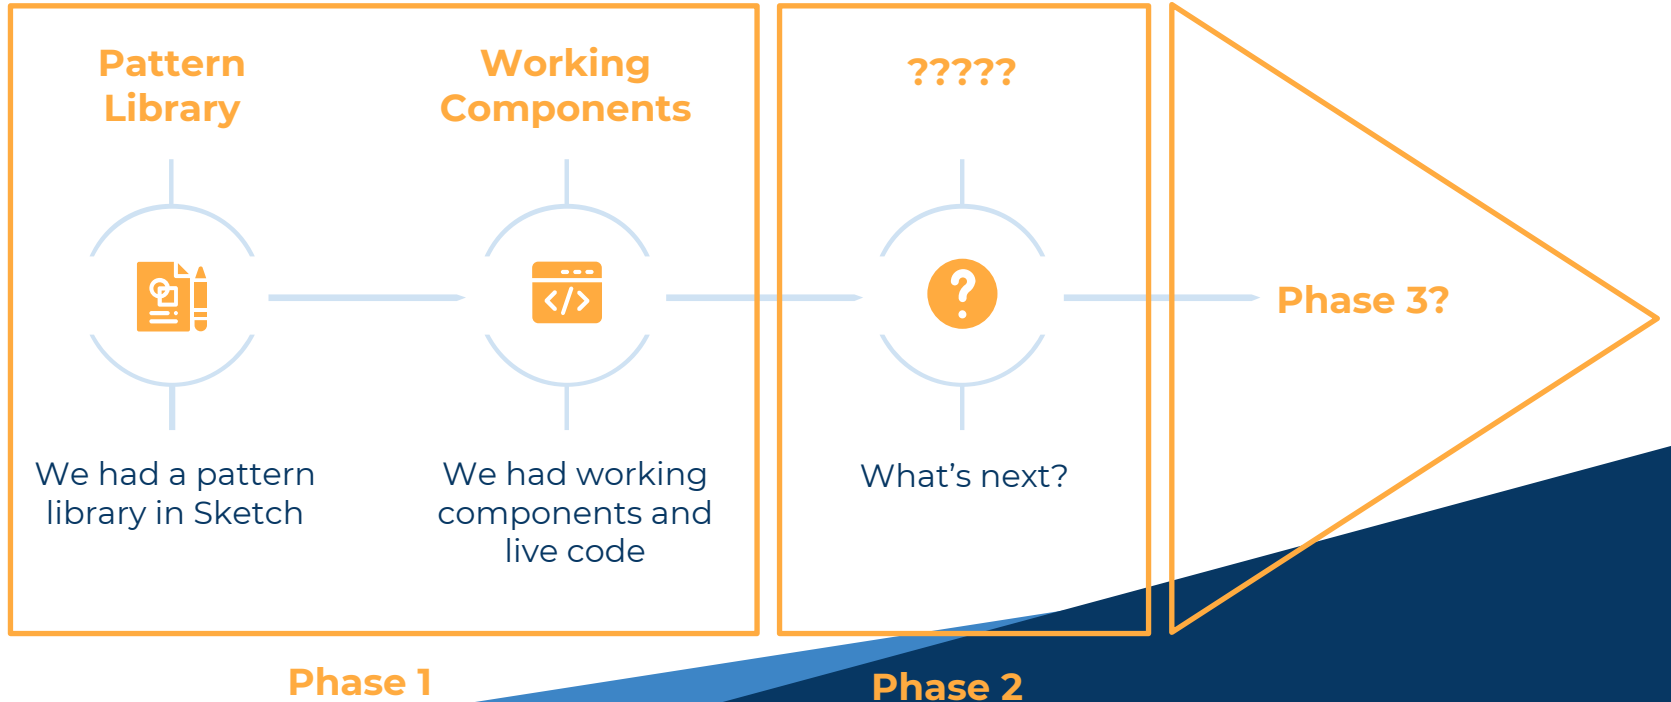 Pattern
Library
Working
Components
?????
?
</>
Phase 3?
We had a pattern
library in Sketch
We had working
components and
live code
What's next?
Phase 1
Phase 2